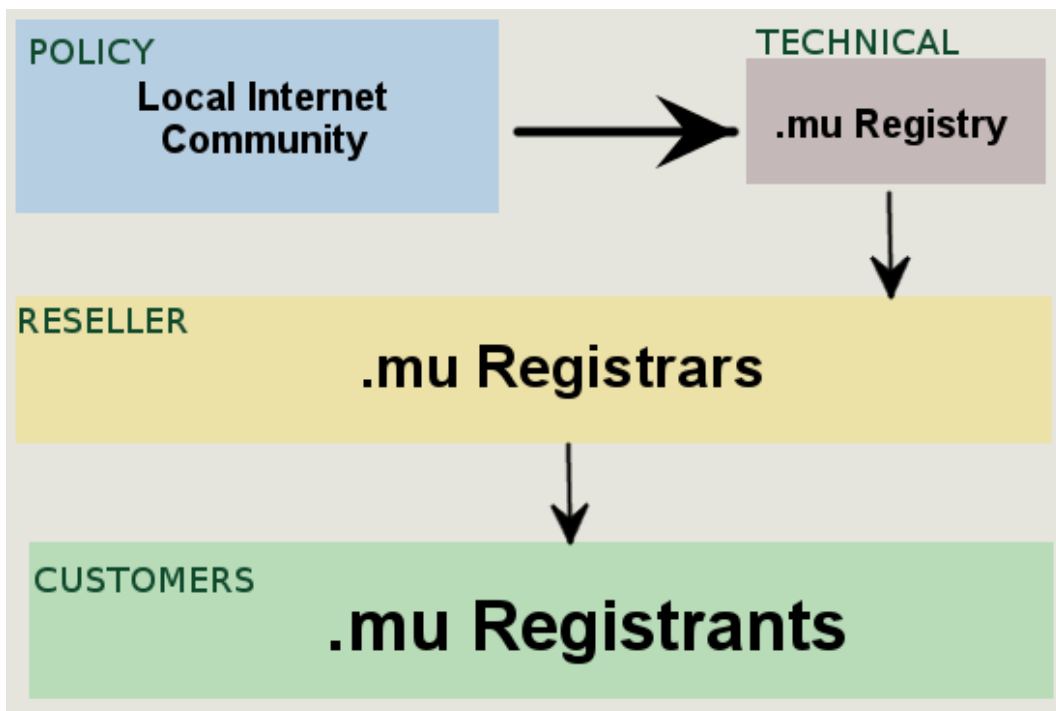 POLICY
Local Internet
Community
TECHNICAL
.mu Registry
RESELLER
.mu Registrars
CUSTOMERS
.mu Registrants